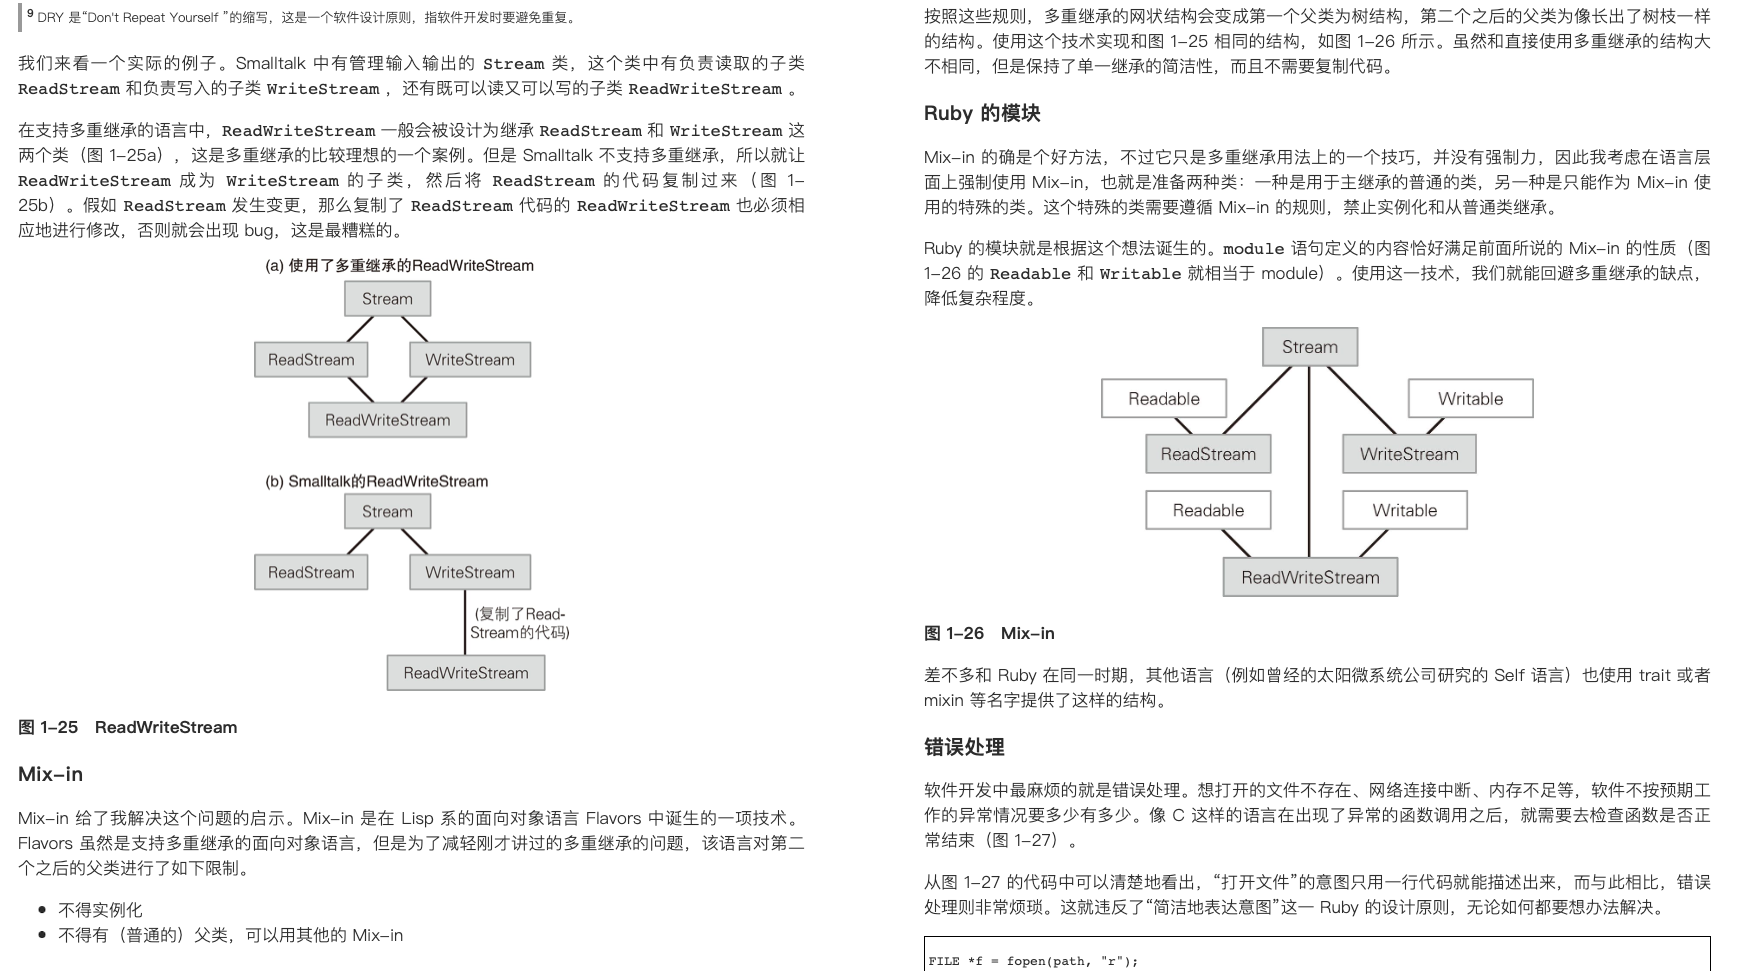 9 DRY 是“Don't Repeat Yourself ”的缩写，这是一个软件设计原则，指软件开发时要避免重复。
我们来看一个实际的例子。Smalltalk 中有管理输入输出的 Stream 类，这个类中有负责读取的子类
ReadStream 和负责写入的子类 WriteStream ，还有既可以读又可以写的子类 ReadWriteStream 。
在支持多重继承的语言中，ReadWriteStream 一般会被设计为继承 ReadStream 和 WriteStream 这
两个类（图 1-25a），这是多重继承的比较理想的一个案例。但是 Smalltalk 不支持多重继承，所以就让
ReadWriteStream 成为 WriteStream 的子类，然后将 ReadStream 的代码复制过来（图 1-
25b）。假如 ReadStream 发生变更，那么复制了 ReadStream 代码的 ReadWriteStream 也必须相
应地进行修改，否则就会出现 bug，这是最糟糕的。
(a) 使用了多重继承的ReadWriteStream
Stream
ReadStream
WriteStream
ReadWriteStream
(b) Smalltalk的ReadWriteStream
Stream
ReadStream
WriteStream
(复制了Read-
Stream的代码)
ReadWriteStream
图 1-25 ReadWriteStream
Mix-in
Mix-in 给了我解决这个问题的启示。Mix-in 是在 Lisp 系的面向对象语言 Flavors 中诞生的一项技术。
Flavors 虽然是支持多重继承的面向对象语言，但是为了减轻刚才讲过的多重继承的问题，该语言对第二
个之后的父类进行了如下限制。
● 不得实例化
● 不得有（普通的）父类，可以用其他的 Mix-in
按照这些规则，多重继承的网状结构会变成第一个父类为树结构，第二个之后的父类为像长出了树枝一样
的结构。使用这个技术实现和图 1-25 相同的结构，如图 1-26 所示。虽然和直接使用多重继承的结构大
不相同，但是保持了单一继承的简洁性，而且不需要复制代码。
Ruby 的模块
Mix-in 的确是个好方法，不过它只是多重继承用法上的一个技巧，并没有强制力，因此我考虑在语言层
面上强制使用 Mix-in，也就是准备两种类：一种是用于主继承的普通的类，另一种是只能作为 Mix-in 使
用的特殊的类。这个特殊的类需要遵循 Mix-in 的规则，禁止实例化和从普通类继承。
Ruby 的模块就是根据这个想法诞生的。module 语句定义的内容恰好满足前面所说的 Mix-in 的性质（图
1-26 的 Readable 和 Writable 就相当于 module）。使用这一技术，我们就能回避多重继承的缺点，
降低复杂程度。
Stream
Readable
Writable
ReadStream
WriteStream
Readable
Writable
ReadWriteStream
图 1-26 Mix-in
差不多和 Ruby 在同一时期，其他语言（例如曾经的太阳微系统公司研究的 Self 语言）也使用 trait 或者
mixin 等名字提供了这样的结构。
错误处理
软件开发中最麻烦的就是错误处理。想打开的文件不存在、网络连接中断、内存不足等，软件不按预期工
作的异常情况要多少有多少。像 C 这样的语言在出现了异常的函数调用之后，就需要去检查函数是否正
常结束（图 1-27）。
从图 1-27 的代码中可以清楚地看出，“打开文件”的意图只用一行代码就能描述出来，而与此相比，错误
处理则非常烦琐。这就违反了“简洁地表达意图”这一 Ruby 的设计原则，无论如何都要想办法解决。
FILE *f = fopen(path, "r");